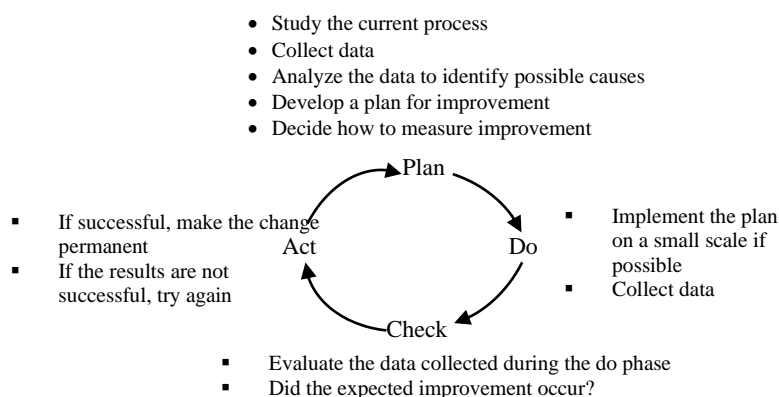 • Study the current process
• Collect data
• Analyze the data to identify possible causes
• Develop a plan for improvement
• Decide how to measure improvement
Plan
▪ If successful, make the change
permanent
▪ If the results are not
successful, try again
Act
Do
▪ Implement the plan
on a small scale if
possible
▪ Collect data
Check
▪ Evaluate the data collected during the do phase
▪ Did the expected improvement occur?